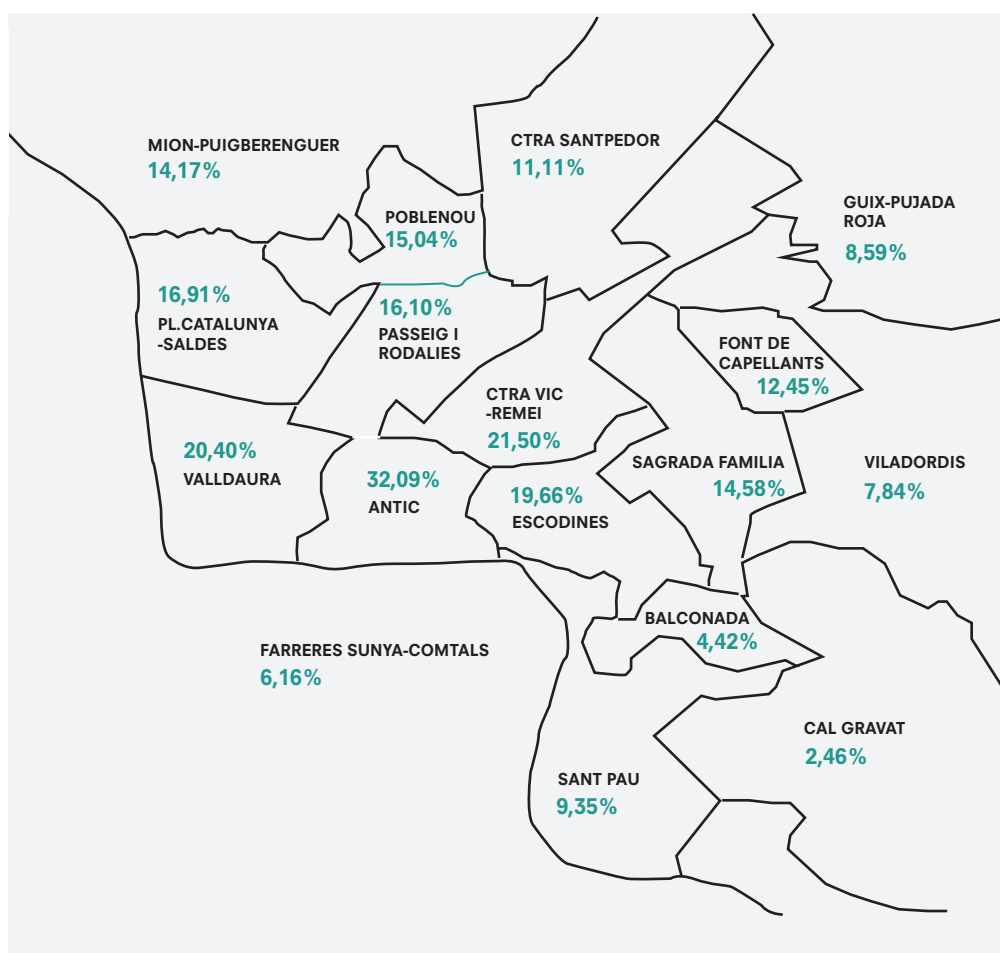 MION-PUIGBERENGUER
14,17%
CTRA SANTPEDOR
11,11%
POBLENOU
15,04%
GUIX-PUJADA
ROJA
8,59%
16,91%
PL.CATALUNYA
-SALDES
16,10%
PASSEIG I
RODALIES
FONT DE
CAPELLANTS
12,45%
CTRA VIC
-REMEI
21,50%
20,40%
VALLDAURA
32,09%
ANTIC
19,66%
ESCODINES
SAGRADA FAMILIA
14,58%
VILADORDIS
7,84%
BALCONADA
4,42%
FARRERES SUNYA-COMTALS
6,16%
CAL GRAVAT
2,46%
SANT PAU
9,35%